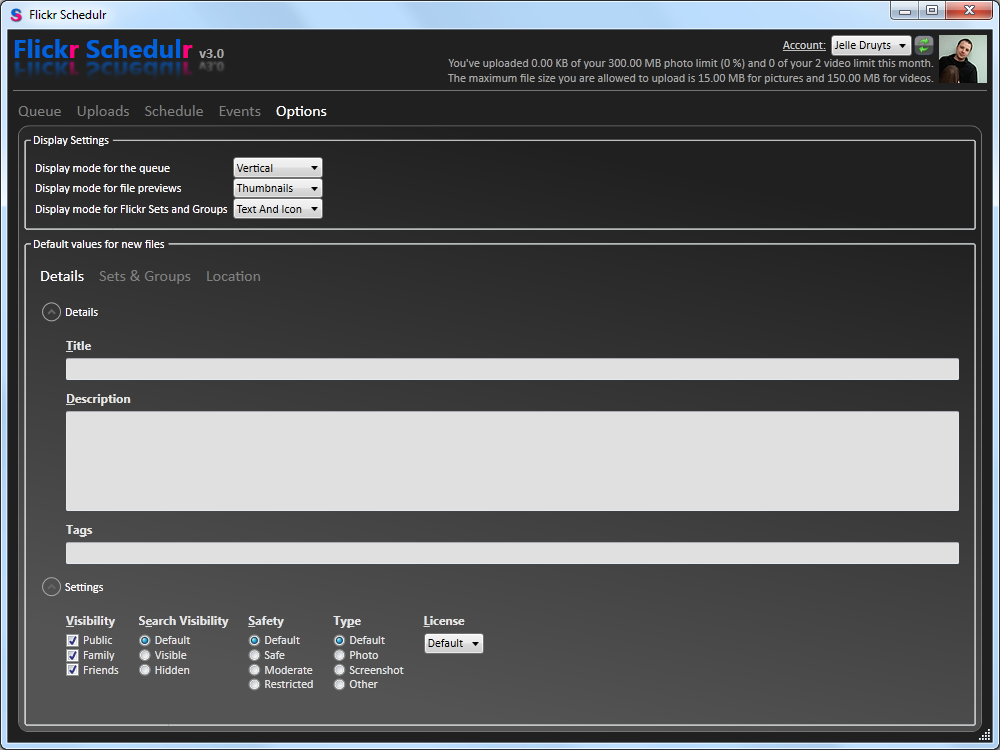 Flickr Schedulr
Flickr Schedulr v3.0
Account: Jelle Druyts
You've uploaded 0.00 KB of your 300.00 MB photo limit (0 %) and 0 of your 2 video limit this month.
The maximum file size you are allowed to upload is 15.00 MB for pictures and 150.00 MB for videos.
Queue Uploads Schedule Events Options
Display Settings
Display mode for the queue Vertical
Display mode for file previews Thumbnails
Display mode for Flickr Sets and Groups Text And Icon
Default values for new files
Details Sets & Groups Location
Details
Title
Description
Tags
Settings
Visibility Search Visibility Safety Type License
Public Default Default Default Default
Family Visible Safe Photo
Friends Hidden Moderate Screenshot
Restricted Other